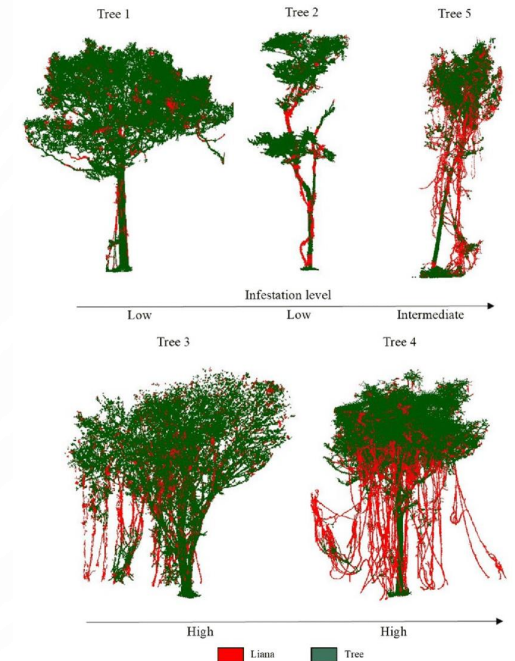 Tree 1 Tree 2 Tree 5
Infestation level
Low Low Intermediate
Tree 3 Tree 4
High High
Liana Tree